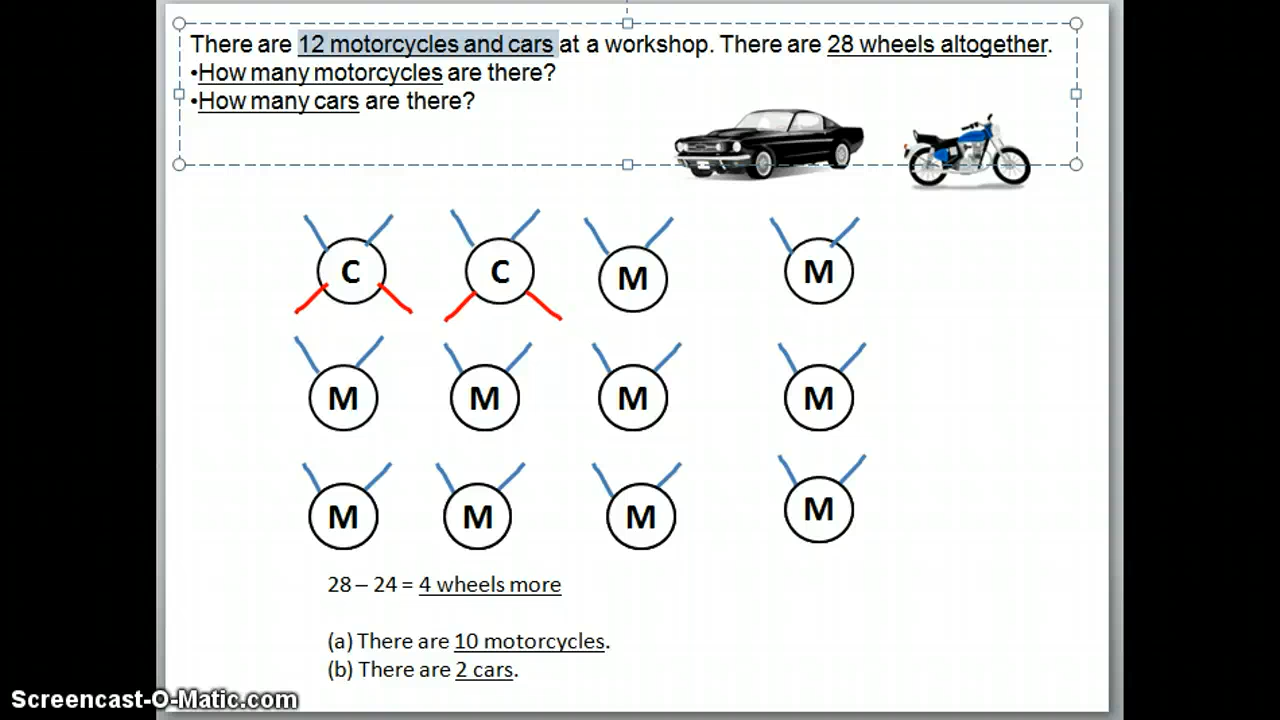 There are 12 motorcycles and cars at a workshop. There are 28 wheels altogether.
•How many motorcycles are there?
•How many cars are there?
C C M M
M M M M
M M M M
28 – 24 = 4 wheels more
(a) There are 10 motorcycles.
(b) There are 2 cars.
Screencast-O-Matic.com